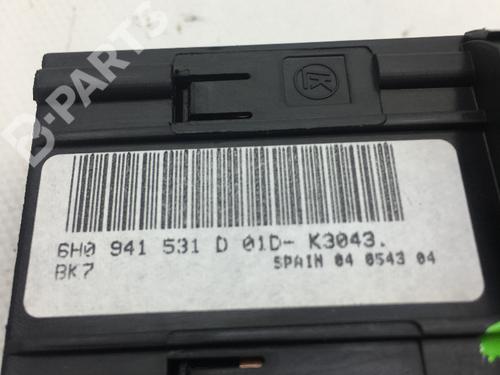 B-PARTS
K
6H0 941 531 D 01D- K3043.
BK7
SPAIN 04 0543 04